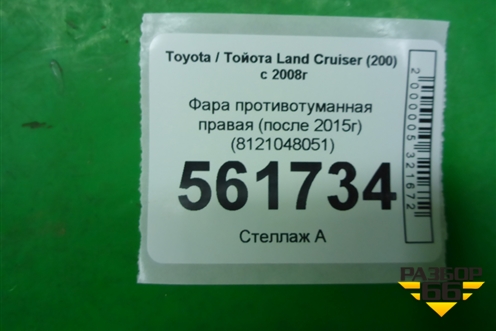 Toyota / Тойота Land Cruiser (200)
с 2008г
Фара противотуманная
правая (после 2015г)
(8121048051)
561734
Стеллаж А
2000005321672
РАЗБОР
66